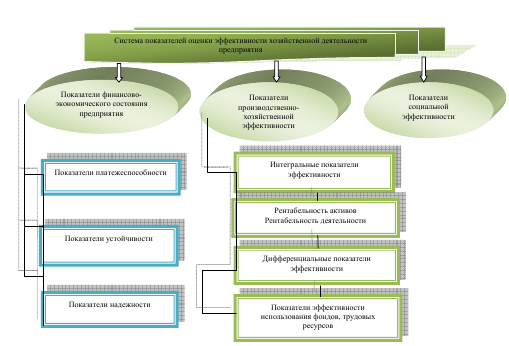 Система показателей оценки эффективности хозяйственной деятельности
предприятия
Показатели финансово-
экономического состояния
предприятия
Показатели
производственно-
хозяйственной
эффективности
Показатели
социальной
эффективности
Показатели платежеспособности
Показатели устойчивости
Показатели надежности
Интегральные показатели
эффективности
Рентабельность активов
Рентабельность деятельности
Дифференциальные показатели
эффективности
Показатели эффективности
использования фондов, трудовых
ресурсов